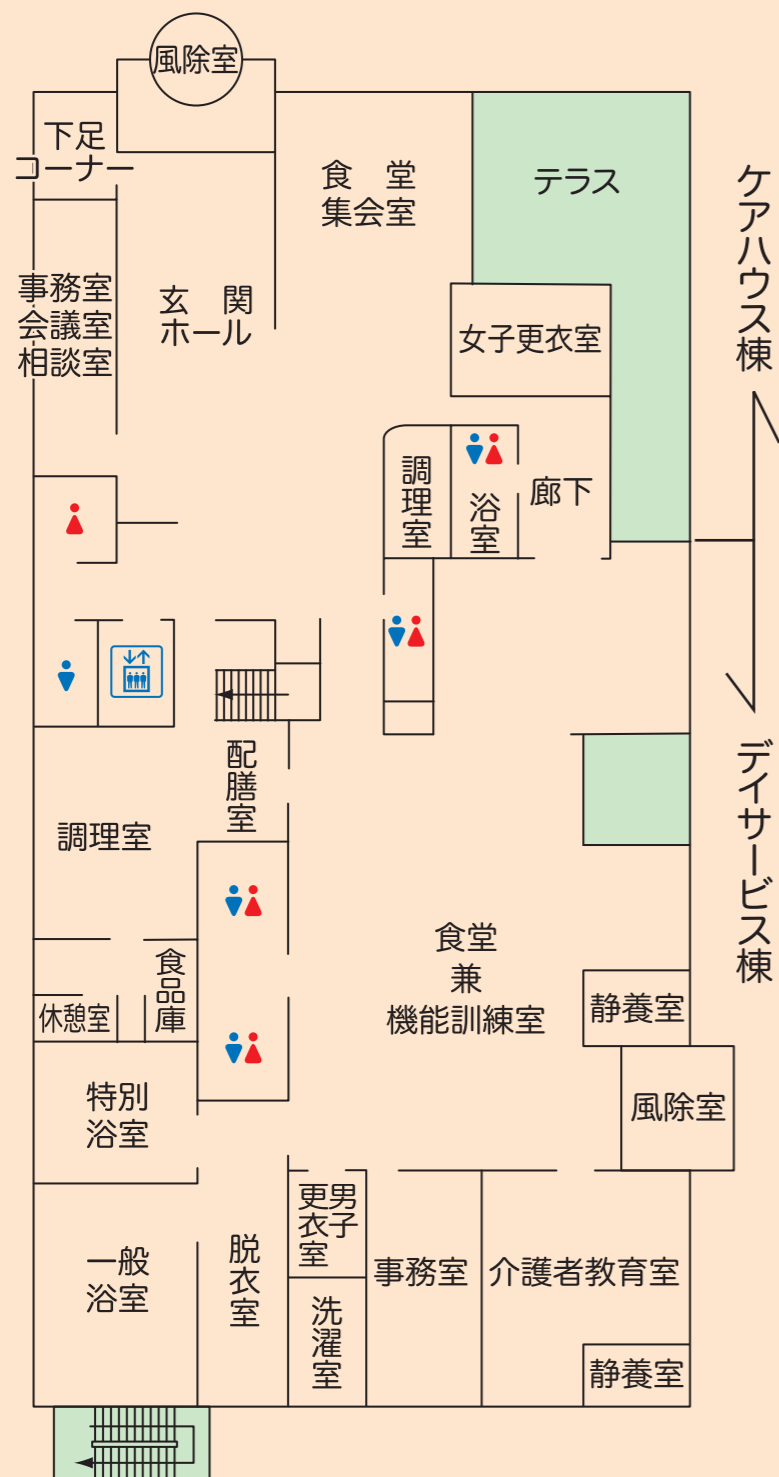 風除室
下足
コーナー
食　堂
集会室
テラス
事務室
会議室
相談室
玄　関
ホール
女子更衣室
ケアハウス棟
調理室
浴室
廊下
配膳室
調理室
デイサービス棟
食堂
兼
機能訓練室
食品庫
休憩室
静養室
特別
浴室
風除室
一般
浴室
脱衣室
男子
更衣室
洗濯室
事務室
介護者教育室
静養室